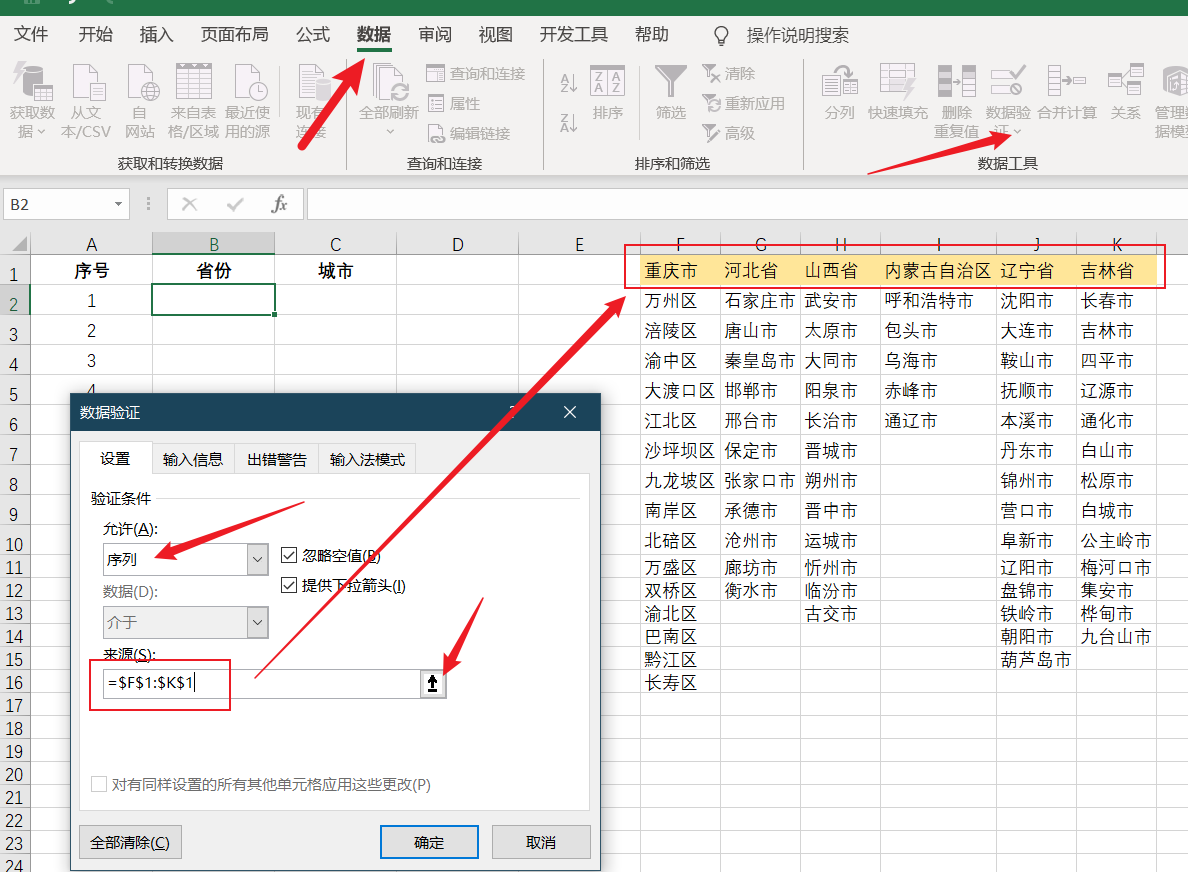 文件 开始 插入 页面布局 公式 数据 审阅 视图 开发工具 帮助 操作说明搜索
获取数据 从文本/CSV 自网站 来自表格/区域 最近使用的源 现有连接 全部刷新 查询和连接 属性 编辑链接 排序 筛选 清除 重新应用 高级 分列 快速填充 删除重复值 数据验证 合并计算 关系 管理数据模
获取和转换数据 查询和连接 排序和筛选 数据工具
B2 fx
A B C D E F G H I J K
1 序号 省份 城市 重庆市 河北省 山西省 内蒙古自治区 辽宁省 吉林省
2 1 万州区 石家庄市 武安市 呼和浩特市 沈阳市 长春市
3 2 涪陵区 唐山市 太原市 包头市 大连市 吉林市
4 3 渝中区 秦皇岛市 大同市 乌海市 鞍山市 四平市
5 4 大渡口区 邯郸市 阳泉市 赤峰市 抚顺市 辽源市
6 江北区 邢台市 长治市 通辽市 本溪市 通化市
7 沙坪坝区 保定市 晋城市 丹东市 白山市
8 九龙坡区 张家口市 朔州市 锦州市 松原市
9 南岸区 承德市 晋中市 营口市 白城市
10 北碚区 沧州市 运城市 阜新市 公主岭市
11 万盛区 廊坊市 忻州市 辽阳市 梅河口市
12 双桥区 衡水市 临汾市 盘锦市 集安市
13 渝北区 古交市 铁岭市 桦甸市
14 巴南区 朝阳市 九台山市
15 黔江区 葫芦岛市
16 长寿区
17
18
19
20
21
22
23
24
数据验证 ?
设置 输入信息 出错警告 输入法模式
验证条件
允许(A):
序列 忽略空值(B)
数据(D): 提供下拉箭头(I)
介于
来源(S):
=$F$1:$K$1
对有同样设置的所有其他单元格应用这些更改(P)
全部清除(C) 确定 取消